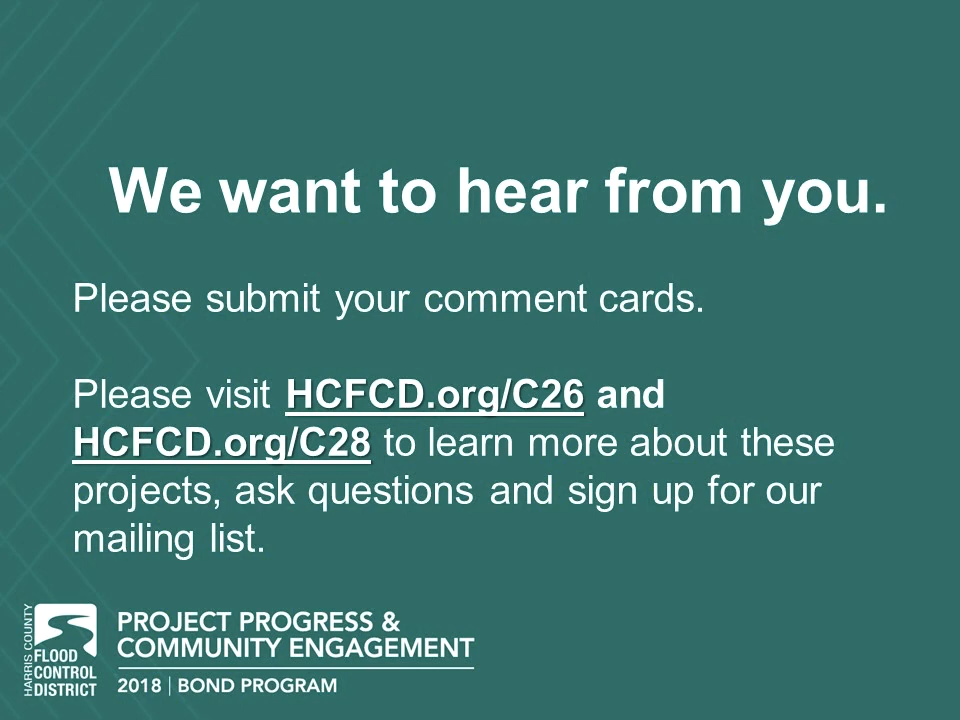 We want to hear from you.
Please submit your comment cards.
Please visit HCFCD.org/C26 and
HCFCD.org/C28 to learn more about these
projects, ask questions and sign up for our
mailing list.
HARRIS COUNTY
FLOOD
CONTROL
DISTRICT
PROJECT PROGRESS &
COMMUNITY ENGAGEMENT
2018 | BOND PROGRAM